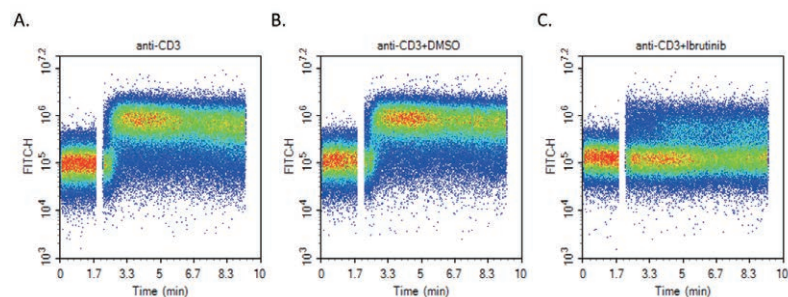 A.
anti-CD3
FITC-H
10^7.2
10^6
10^5
10^4
10^3
0 1.7 3.3 5 6.7 8.3 10
Time (min)
B.
anti-CD3+DMSO
FITC-H
10^7.2
10^6
10^5
10^4
10^3
0 1.7 3.3 5 6.7 8.3 10
Time (min)
C.
anti-CD3+Ibrutinib
FITC-H
10^7.2
10^6
10^5
10^4
10^3
0 1.7 3.3 5 6.7 8.3 10
Time (min)